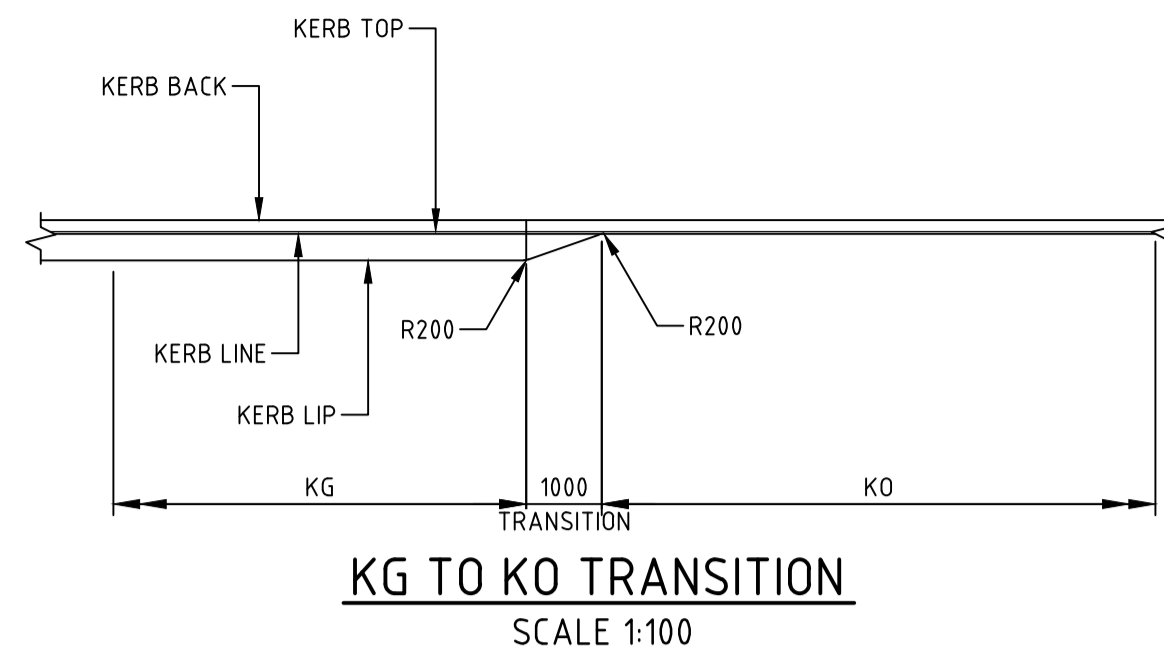 KERB TOP
KERB BACK
R200
R200
KERB LINE
KERB LIP
KG
1000
KO
TRANSITION
KG TO KO TRANSITION
SCALE 1:100